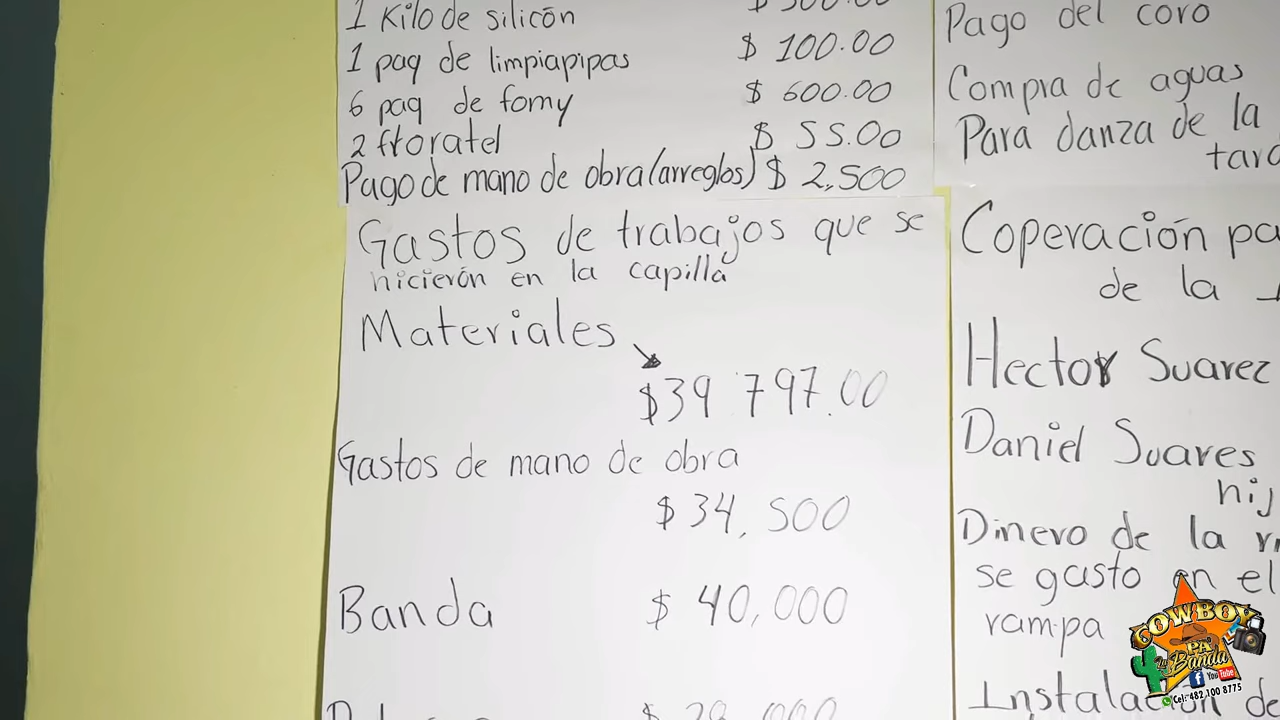 1 Kilo de silicón
1 paq de limpiapipas $ 100.00
6 paq de fomy $ 600.00
2 ftoratel $ 55.00
Pago de mano de obra (arreglos) $ 2,500
Gastos de trabajos que se
hicierón en la capilla
Materiales
$39 797.00
Gastos de mano de obra
$ 34,500
Banda $ 40,000
Pago del coro
Compra de aguas
Para danza de la
Coperación
de la
Hector Suarez
Daniel Suares
Dinero de la
se gasto en el
rampa
Instalación de
COWBOY
PA'
La Banda
YouTube
Cel: 482 100 8775